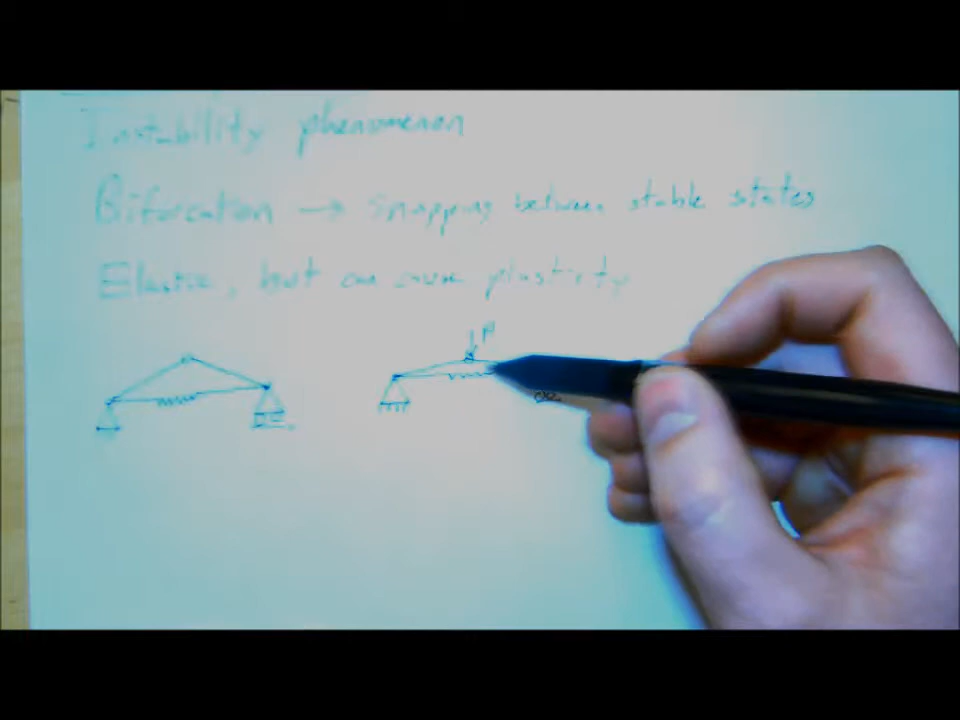 Instability phenomenon
Bifurcation → Snapping between stable states
Elastic, but can cause plasticity
P